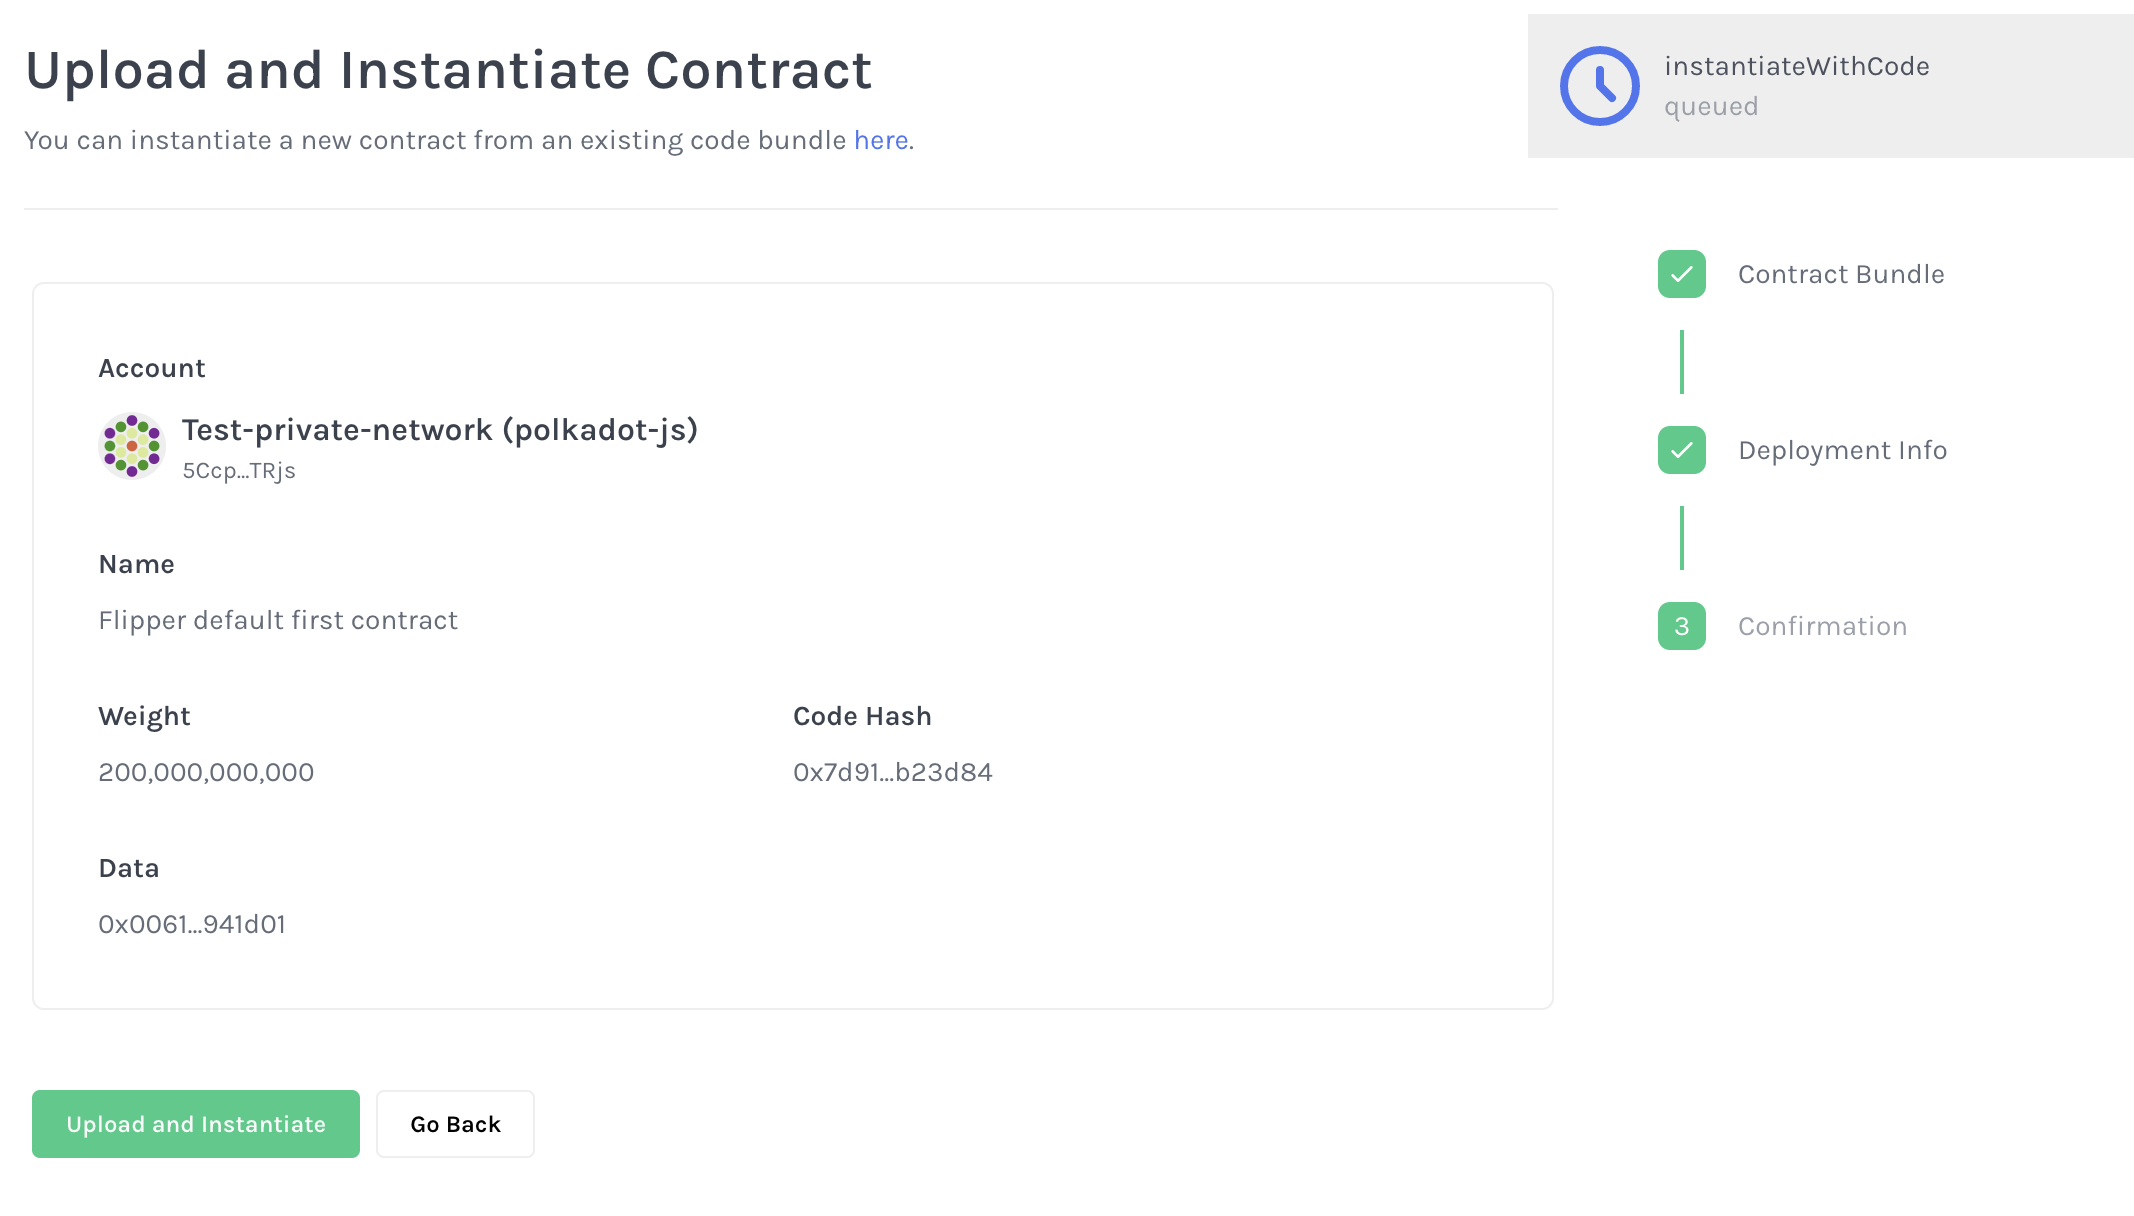 Upload and Instantiate Contract
You can instantiate a new contract from an existing code bundle here.
instantiateWithCode
queued
Contract Bundle
Deployment Info
3 Confirmation
Account
Test-private-network (polkadot-js)
5Ccp...TRjs
Name
Flipper default first contract
Weight
200,000,000,000
Code Hash
0x7d91...b23d84
Data
0x0061...941d01
Upload and Instantiate
Go Back